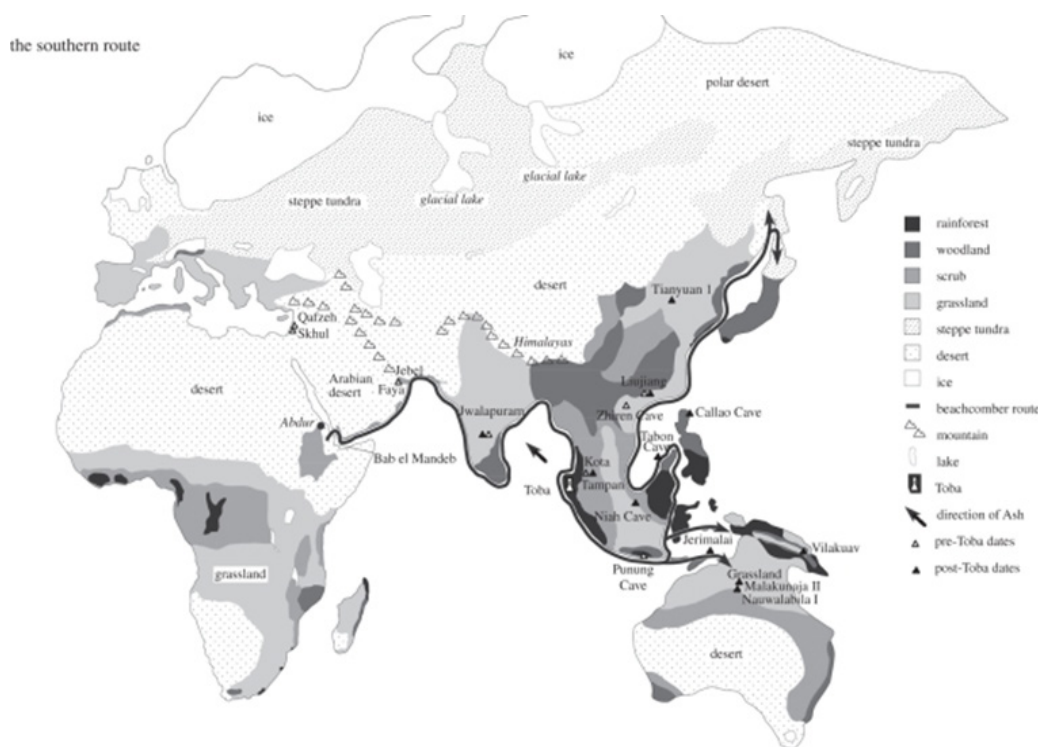 the southern route
ice
ice
polar desert
steppe tundra
glacial lake
glacial lake
steppe tundra
rainforest
woodland
scrub
grassland
steppe tundra
desert
ice
beachcomber route
mountain
lake
Toba
direction of Ash
pre-Toba dates
post-Toba dates
desert
Tianyuan 1
Qafzeh
Skhul
Himalayas
desert
Arabian
desert
Jebel
Faya
Liujiang
Zhiren Cave
Callao Cave
Jwalapuram
Abdur
Tabon
Cave
Bab el Mandeb
Toba
Kota
Tampan
Niah Cave
Jerimalai
Vilakuav
Punung
Cave
grassland
Grassland
Malakunaja II
Nauwalabila I
desert